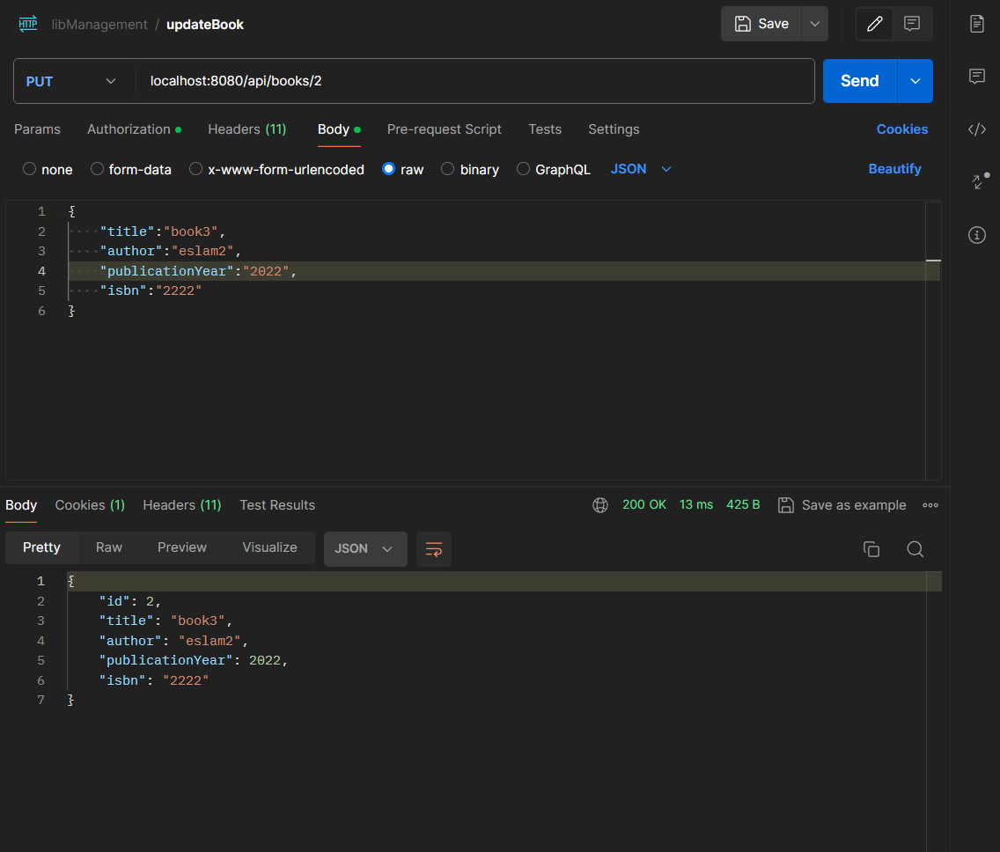 HTTP libManagement / updateBook Save
PUT localhost:8080/api/books/2 Send
Params Authorization Headers (11) Body Pre-request Script Tests Settings Cookies
none form-data x-www-form-urlencoded raw binary GraphQL JSON Beautify
1 {
2 ····"title":"book3",
3 ····"author":"eslam2",
4 ····"publicationYear":"2022",
5 ····"isbn":"2222"
6 }
Body Cookies (1) Headers (11) Test Results 200 OK 13 ms 425 B Save as example
Pretty Raw Preview Visualize JSON
1 {
2 "id": 2,
3 "title": "book3",
4 "author": "eslam2",
5 "publicationYear": 2022,
6 "isbn": "2222"
7 }